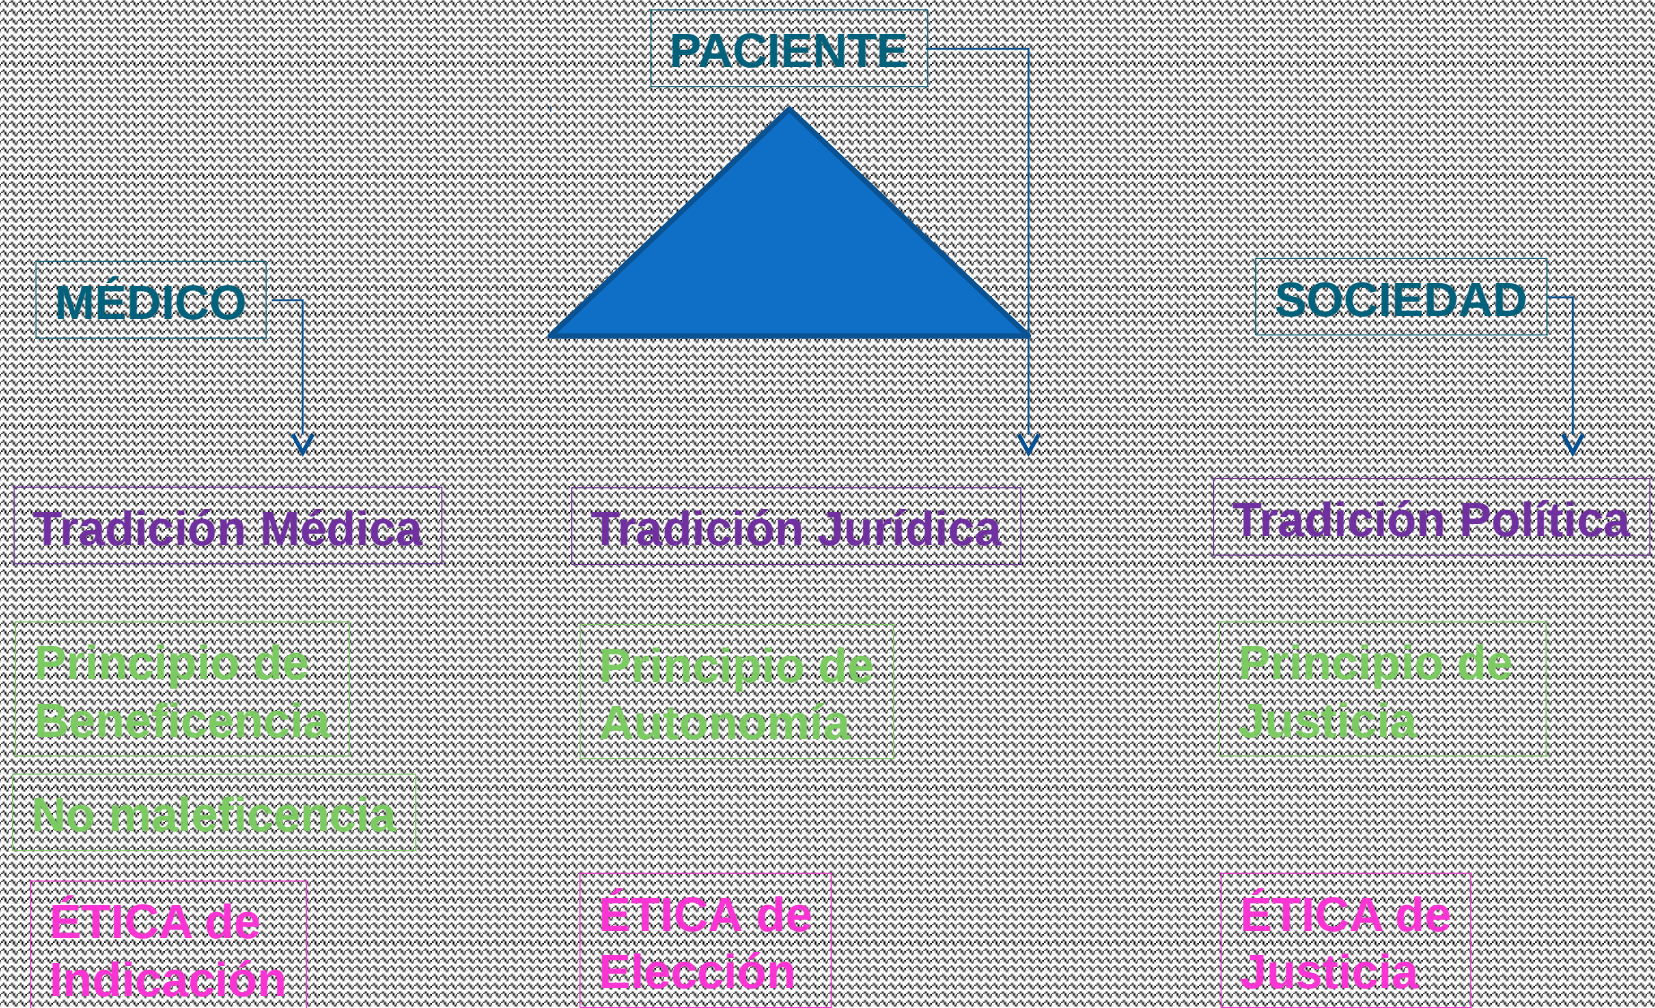 PACIENTE
MÉDICO
SOCIEDAD
Tradición Médica
Tradición Jurídica
Tradición Política
Principio de
Beneficencia
Principio de
Autonomía
Principio de
Justicia
No maleficencia
ÉTICA de
Indicación
ÉTICA de
Elección
ÉTICA de
Justicia